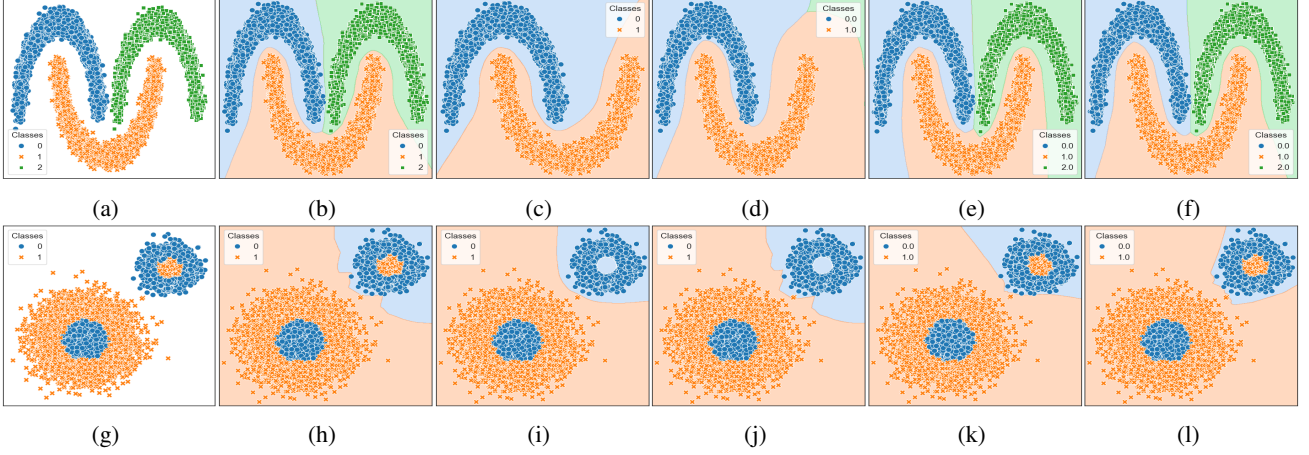 Classes
0
1
2
Classes
0
1
2
Classes
0
1
Classes
0.0
1.0
Classes
0.0
1.0
2.0
Classes
0.0
1.0
2.0
(a)
(b)
(c)
(d)
(e)
(f)
Classes
0
1
Classes
0
1
Classes
0
1
Classes
0
1
Classes
0.0
1.0
Classes
0.0
1.0
(g)
(h)
(i)
(j)
(k)
(l)